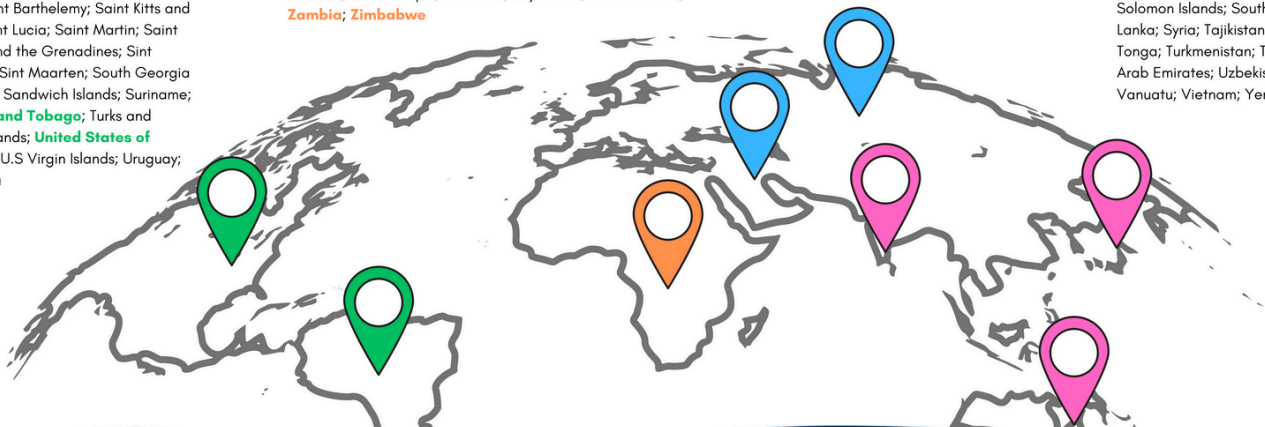 nt Barthelemy; Saint Kitts and
nt Lucia; Saint Martin; Saint
nd the Grenadines; Sint
Sint Maarten; South Georgia
Sandwich Islands; Suriname;
and Tobago; Turks and
ands; United States of
U.S Virgin Islands; Uruguay;
Zambia; Zimbabwe
Solomon Islands; South
Lanka; Syria; Tajikistan
Tonga; Turkmenistan; T
Arab Emirates; Uzbekis
Vanuatu; Vietnam; Yer